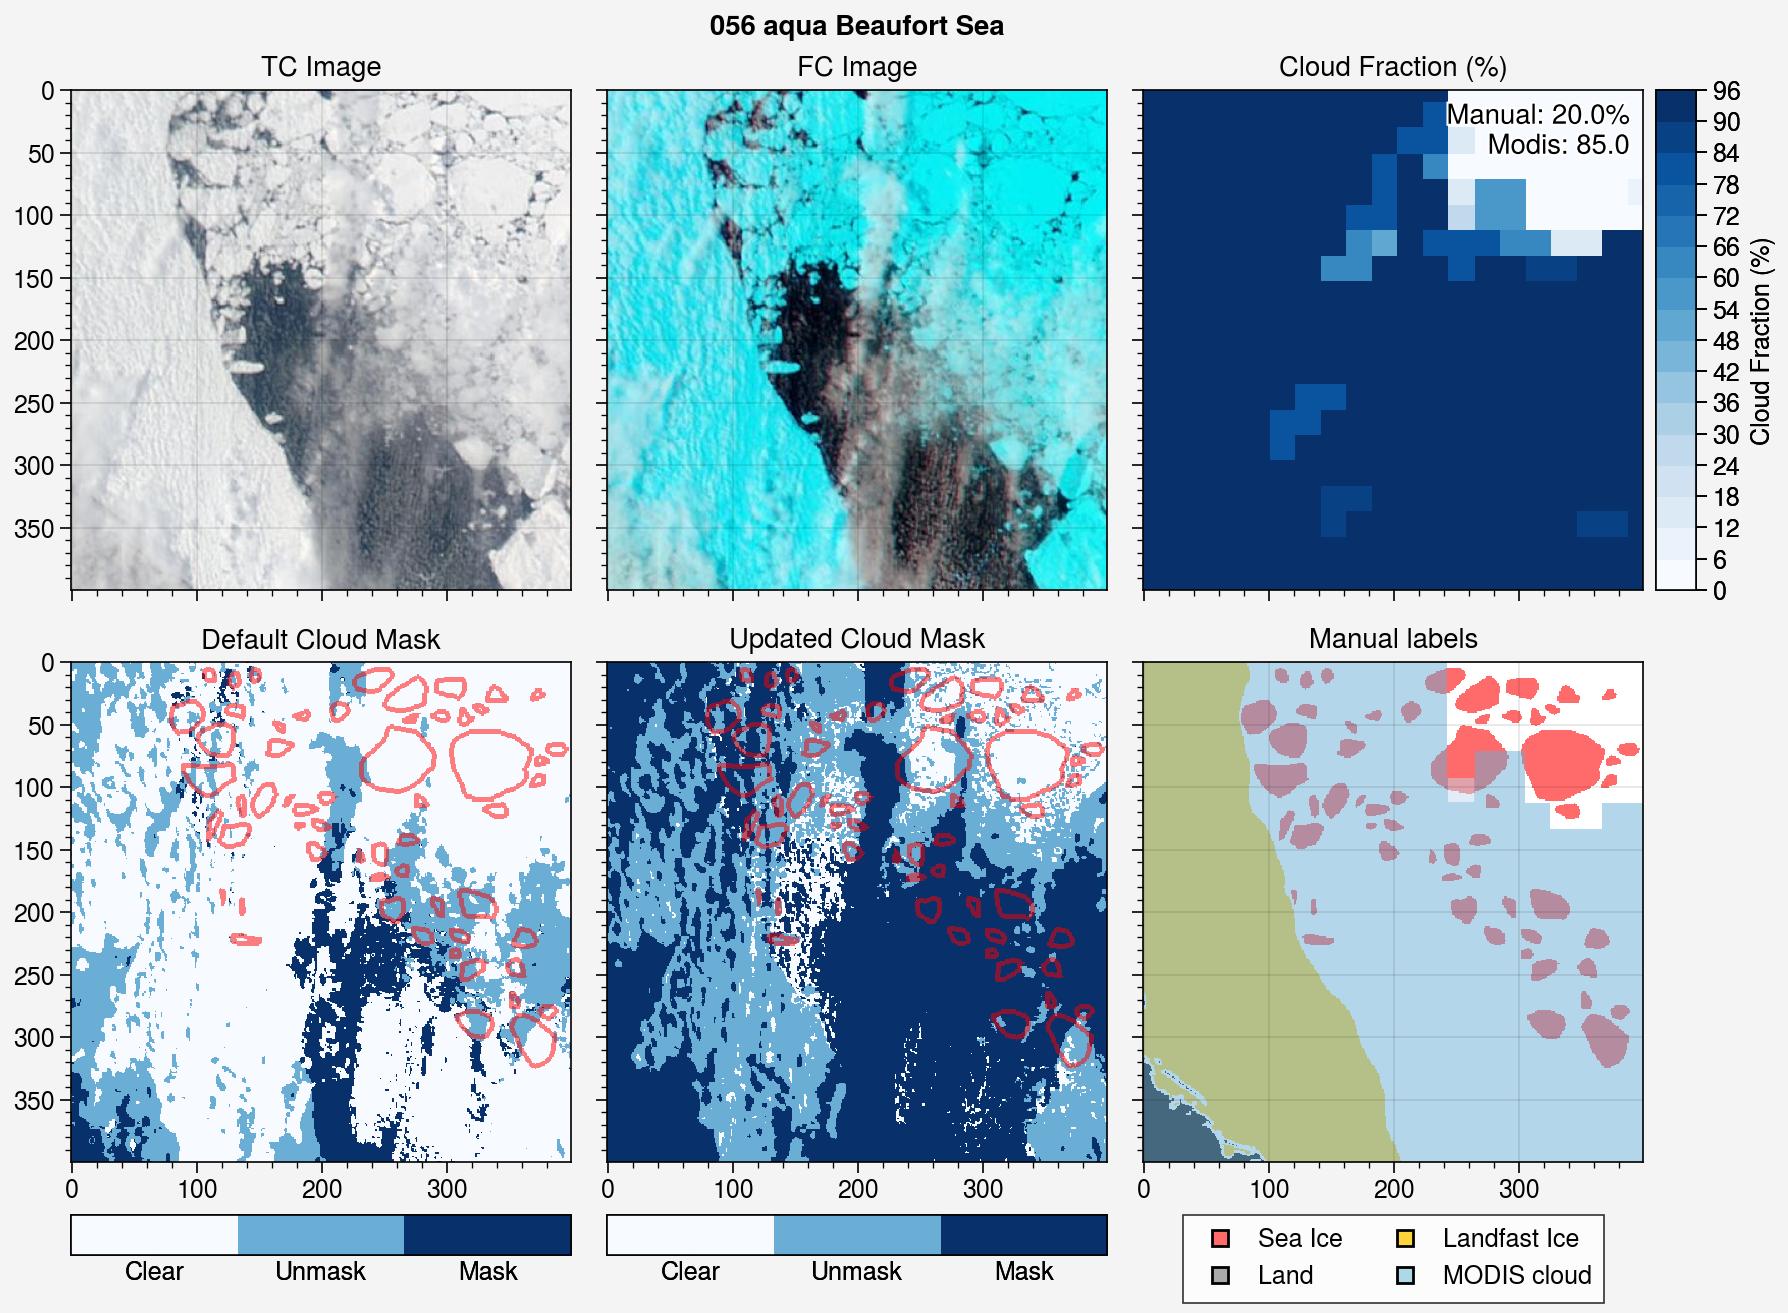 056 aqua Beaufort Sea
TC Image
FC Image
Cloud Fraction (%)
Manual: 20.0%
Modis: 85.0
0
50
100
150
200
250
300
350
96
90
84
78
72
66
60
54
48
42
36
30
24
18
12
6
0
Cloud Fraction (%)
Default Cloud Mask
Updated Cloud Mask
Manual labels
0
50
100
150
200
250
300
350
0 100 200 300
0 100 200 300
0 100 200 300
Clear Unmask Mask
Clear Unmask Mask
Sea Ice Landfast Ice
Land MODIS cloud